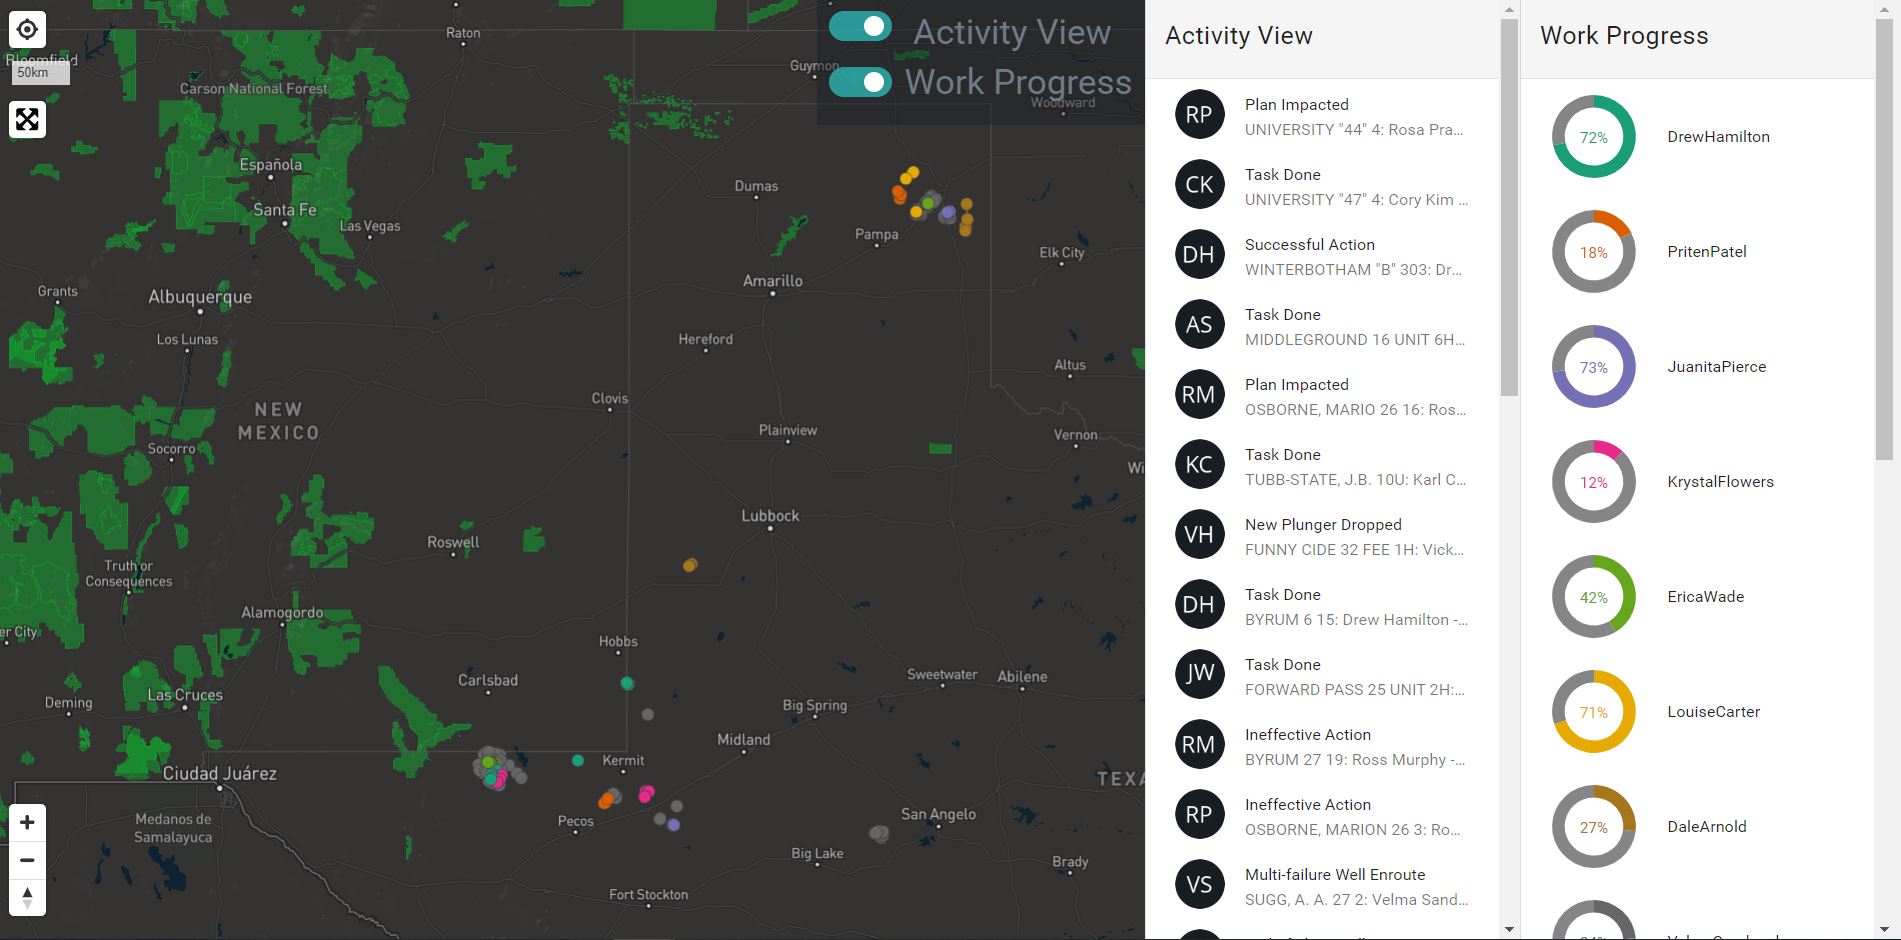 Raton
Bloomfield
50km
Carson National Forest
Española
Santa Fe
Las Vegas
Grants
Albuquerque
Los Lunas
NEW
MEXICO
Socorro
Truth or
Consequences
Alamogordo
er City
Las Cruces
Deming
Ciudad Juárez
Medanos de
Samalayuca
Guymon
Woodward
Dumas
Pampa
Elk City
Amarillo
Hereford
Altus
Clovis
Plainview
Vernon
Wi
Lubbock
Roswell
Hobbs
Carlsbad
Sweetwater
Abilene
Big Spring
Midland
Kermit
TEXA
Pecos
San Angelo
Big Lake
Brady
Fort Stockton
Activity View
Work Progress
Activity View
RP
Plan Impacted
UNIVERSITY "44" 4: Rosa Pra...
CK
Task Done
UNIVERSITY "47" 4: Cory Kim ...
DH
Successful Action
WINTERBOTHAM "B" 303: Dr...
AS
Task Done
MIDDLEGROUND 16 UNIT 6H...
RM
Plan Impacted
OSBORNE, MARIO 26 16: Ros...
KC
Task Done
TUBB-STATE, J.B. 10U: Karl C...
VH
New Plunger Dropped
FUNNY CIDE 32 FEE 1H: Vick...
DH
Task Done
BYRUM 6 15: Drew Hamilton -...
JW
Task Done
FORWARD PASS 25 UNIT 2H:...
RM
Ineffective Action
BYRUM 27 19: Ross Murphy -...
RP
Ineffective Action
OSBORNE, MARION 26 3: Ro...
VS
Multi-failure Well Enroute
SUGG, A. A. 27 2: Velma Sand...
Work Progress
72%
DrewHamilton
18%
PritenPatel
73%
JuanitaPierce
12%
KrystalFlowers
42%
EricaWade
71%
LouiseCarter
27%
DaleArnold